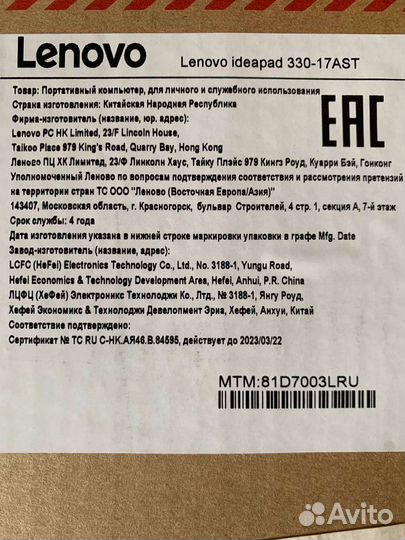 Lenovo
Lenovo ideapad 330-17AST
Товар: Портативный компьютер, для личного и служебного использования
Страна изготовления: Китайская Народная Республика
Фирма-изготовитель (название, юр. адрес):
Lenovo PC HK Limited, 23/F Lincoln House,
Taikoo Place 979 King's Road, Quarry Bay, Hong Kong
Леново ПЦ ХК Лимитед, 23/Ф Линколн Хаус, Тайку Плэйс 979 Кингз Роуд, Куарри Бэй, Гонконг
Уполномоченный Леново по вопросам подтверждения соответствия и рассмотрения претензий
на территории стран ТС ООО "Леново (Восточная Европа/Азия)"
143407, Московская область, г. Красногорск, бульвар Строителей, 4 стр. 1, секция А, 7-й этаж
Срок службы: 4 года
Дата изготовления указана в нижней строке маркировки упаковки в графе Mfg. Date
Завод-изготовитель (название, адрес):
LCFC (HeFei) Electronics Technology Co., Ltd., No. 3188-1, Yungu Road,
Hefei Economics & Technology Development Area, Hefei, Anhui, P.R. China
ЛЦФЦ (ХеФей) Электроникс Технолоджи Ко., Лтд., № 3188-1, Янгу Роуд,
Хефей Экономикс & Технолоджи Девелопмент Эриа, Хефей, Анхуи, Китай
Соответствие подтверждено:
Сертификат № ТС RU C-HK.АЯ46.В.84595, действует до 2023/03/22
EAC
MTM:81D7003LRU
Avito